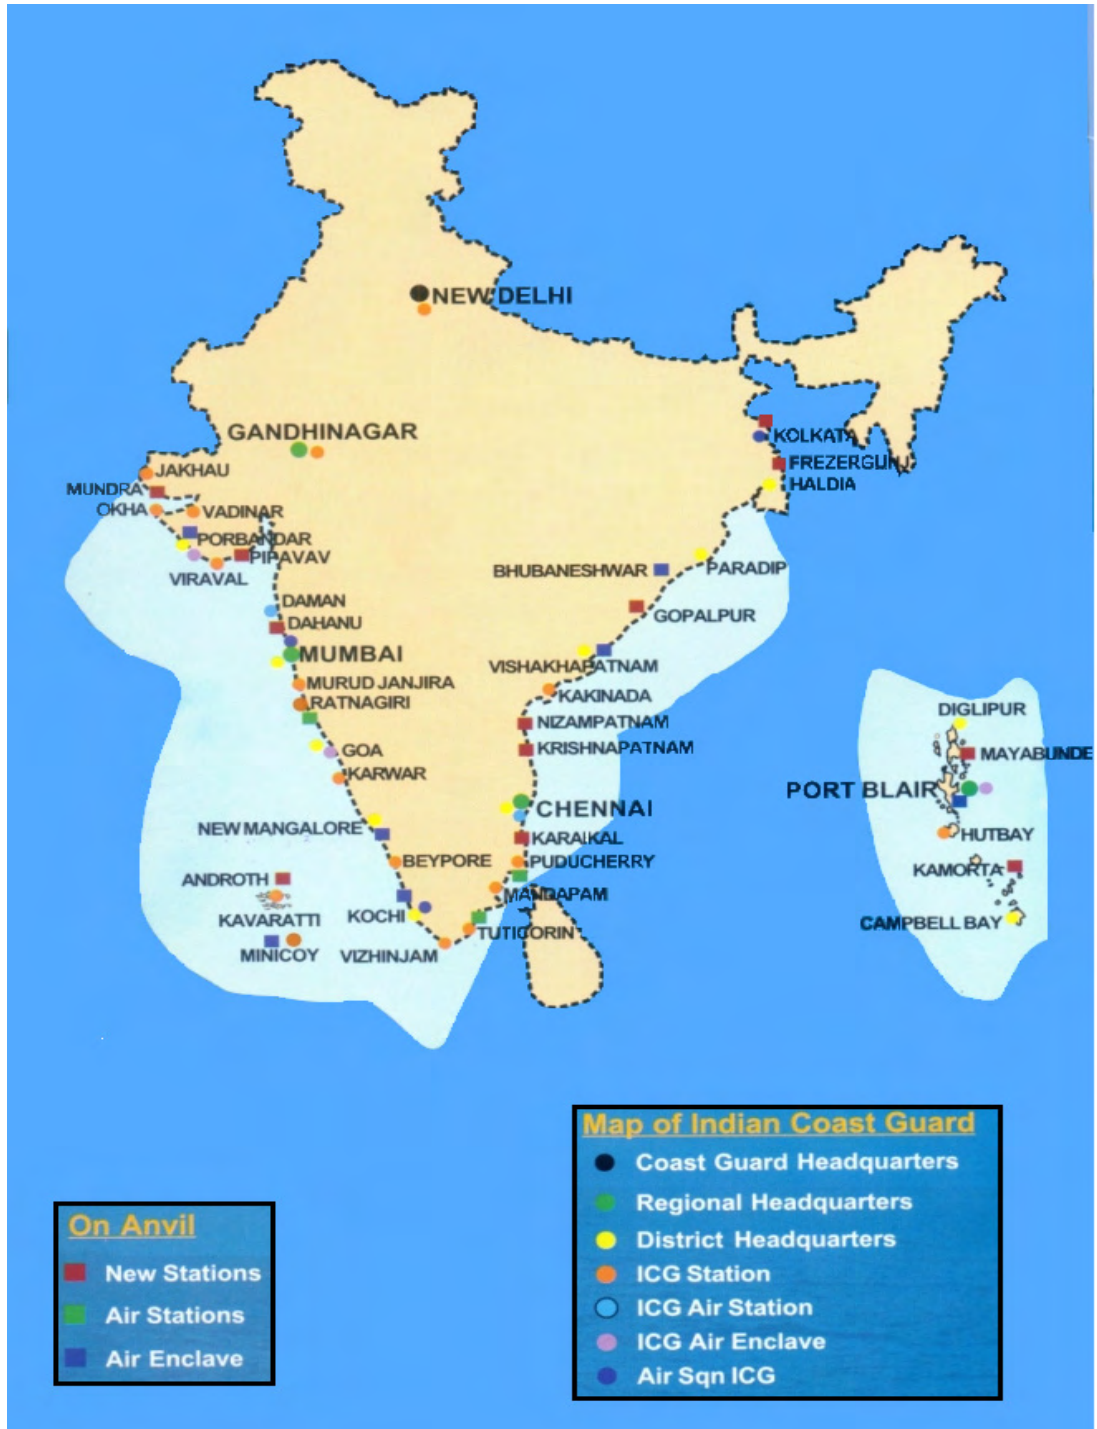 NEW DELHI
GANDHINAGAR
KOLKATA
JAKHAU
FREZERGUNJ
MUNDRA
HALDIA
OKHA
VADINAR
PORBANDAR
PIPAVAV
VIRAVAL
BHUBANESHWAR
PARADIP
DAMAN
DAHANU
GOPALPUR
MUMBAI
VISHAKHAPATNAM
MURUD JANJIRA
KAKINADA
RATNAGIRI
DIGLIPUR
NIZAMPATNAM
GOA
KRISHNAPATNAM
MAYABUNDE
KARWAR
PORT BLAIR
CHENNAI
NEW MANGALORE
HUTBAY
KARAIKAL
BEYPORE
PUDUCHERRY
KAMORTA
ANDROTH
MANDAPAM
KAVARATTI
KOCHI
CAMPBELL BAY
TUTICORIN
MINICOY
VIZHINJAM
Map of Indian Coast Guard
Coast Guard Headquarters
Regional Headquarters
District Headquarters
ICG Station
ICG Air Station
ICG Air Enclave
Air Sqn ICG
On Anvil
New Stations
Air Stations
Air Enclave